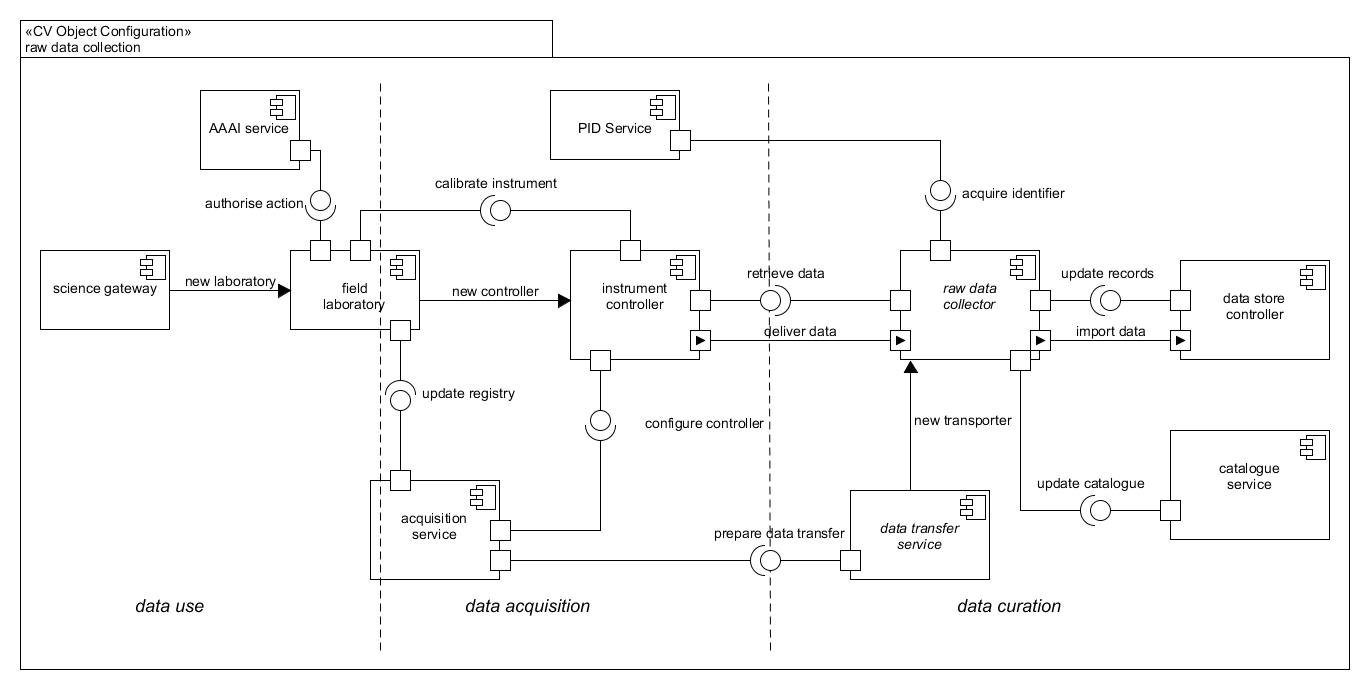 «CV Object Configuration»
raw data collection
AAAI service
PID Service
calibrate instrument
authorise action
acquire identifier
science gateway
new laboratory
field
laboratory
new controller
instrument
controller
retrieve data
deliver data
raw data
collector
update records
import data
data store
controller
update registry
configure controller
new transporter
acquisition
service
prepare data transfer
data transfer
service
update catalogue
catalogue
service
data use
data acquisition
data curation